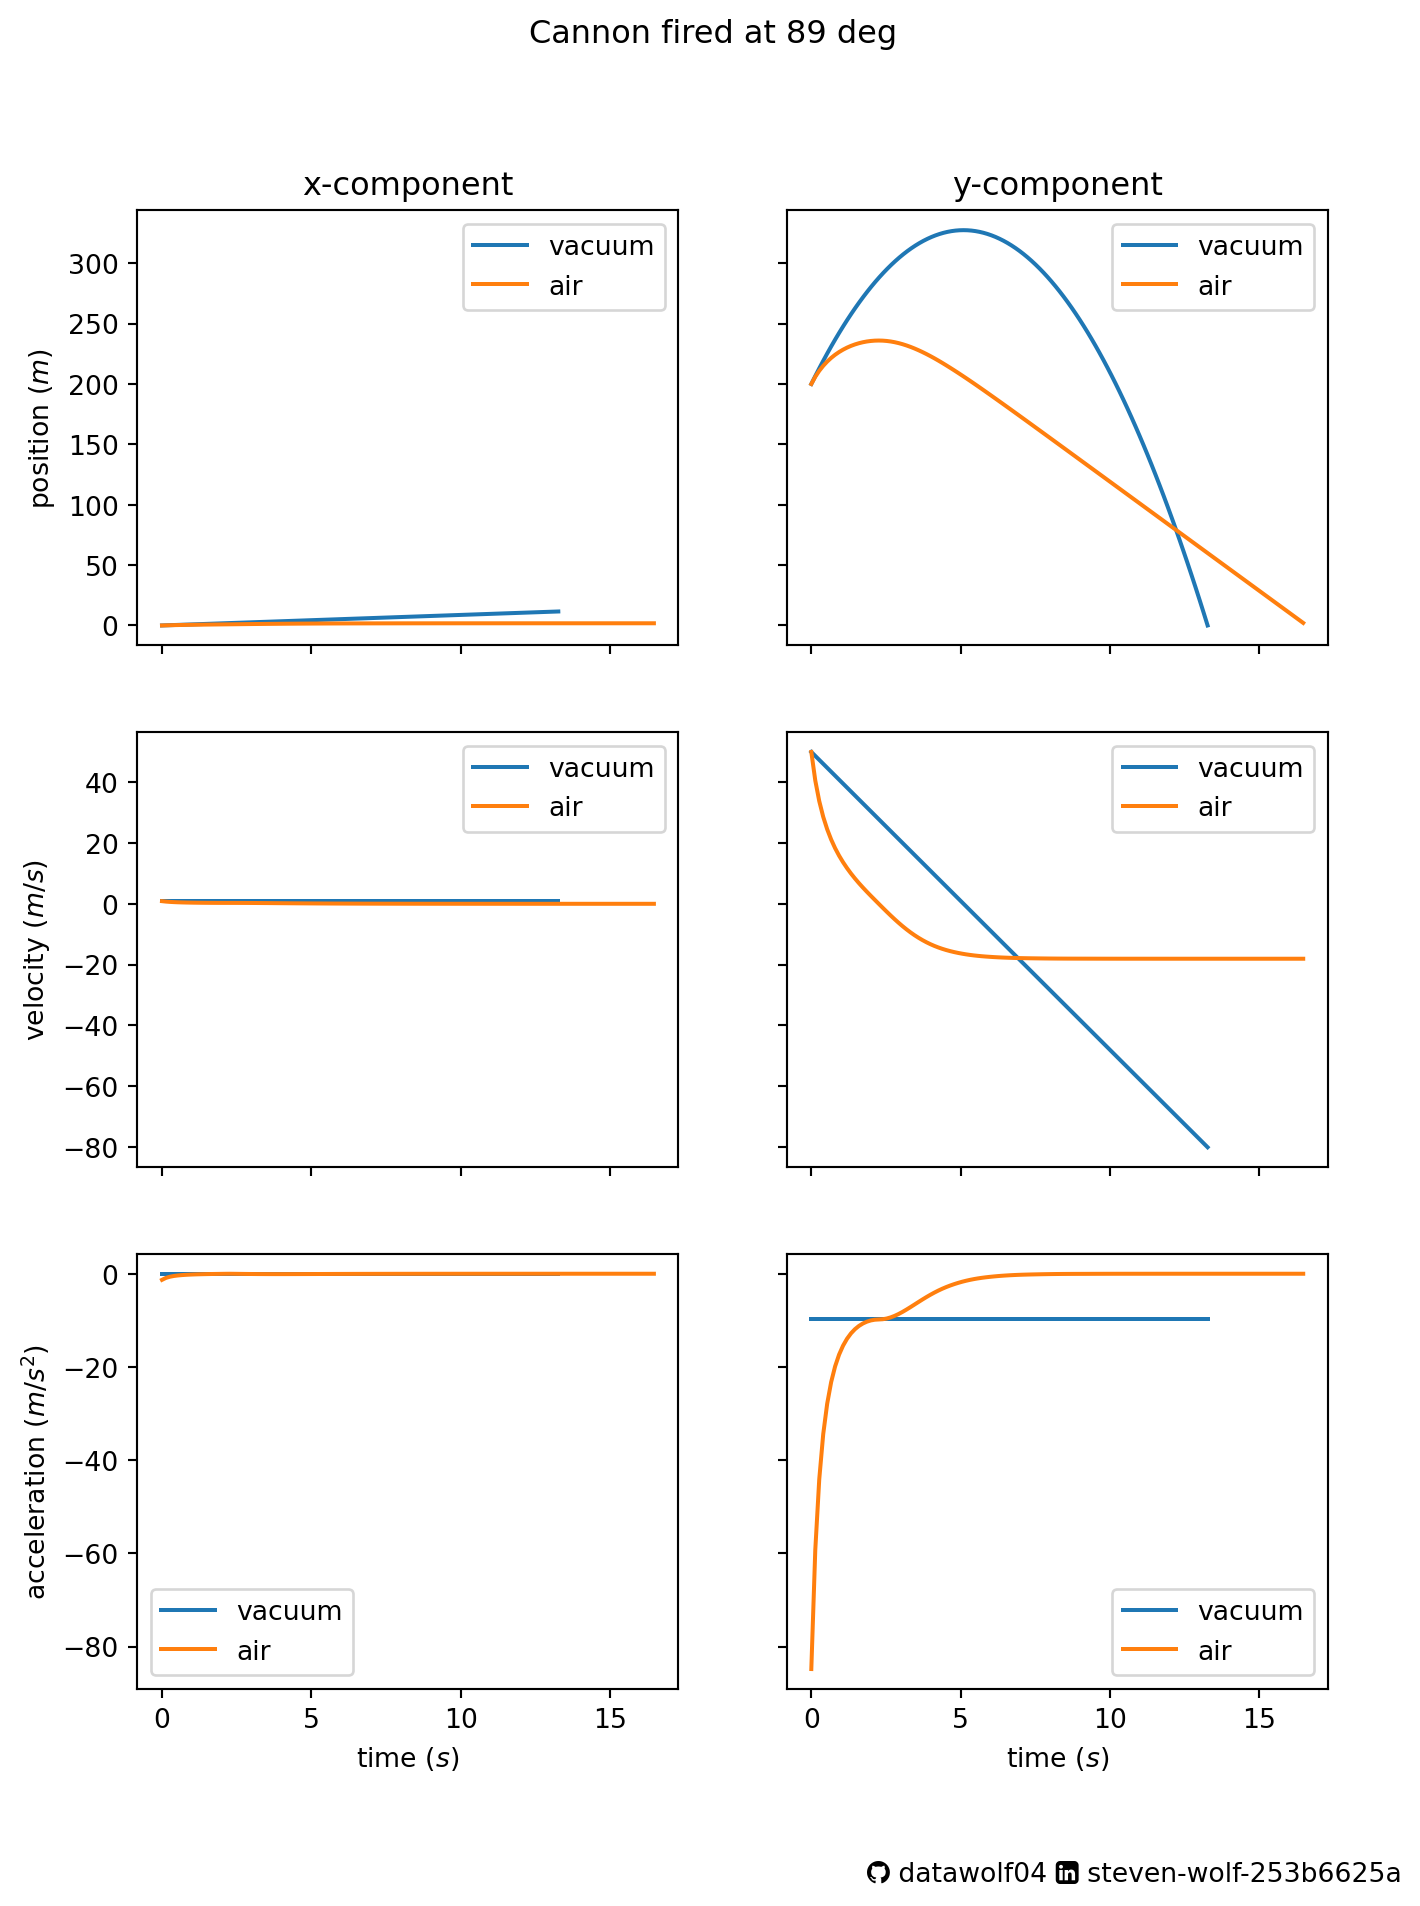 Cannon fired at 89 deg
x-component
position (m)
300
250
200
150
100
50
0
vacuum
air
y-component
vacuum
air
velocity (m/s)
40
20
0
−20
−40
−60
−80
vacuum
air
vacuum
air
acceleration (m/s²)
0
−20
−40
−60
−80
vacuum
air
0 5 10 15
time (s)
vacuum
air
0 5 10 15
time (s)
datawolf04 steven-wolf-253b6625a